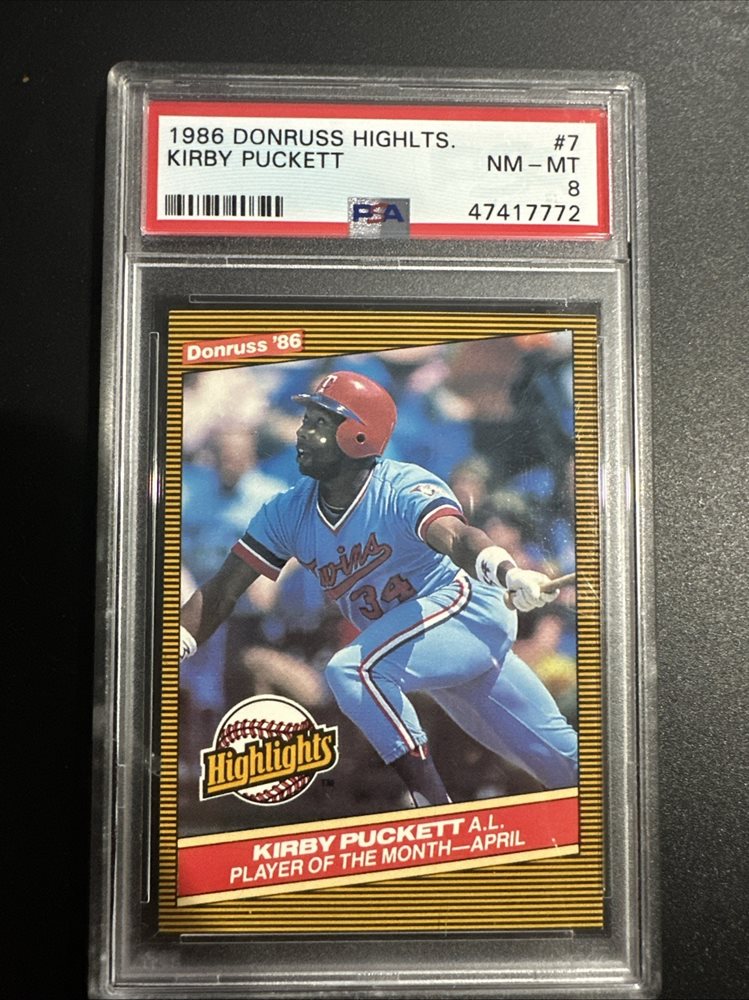 1986 DONRUSS HIGHLTS. #7
KIRBY PUCKETT NM - MT
8
PSA 47417772
Donruss '86
T
Twins
34
Highlights™
KIRBY PUCKETT A.L.
PLAYER OF THE MONTH—APRIL